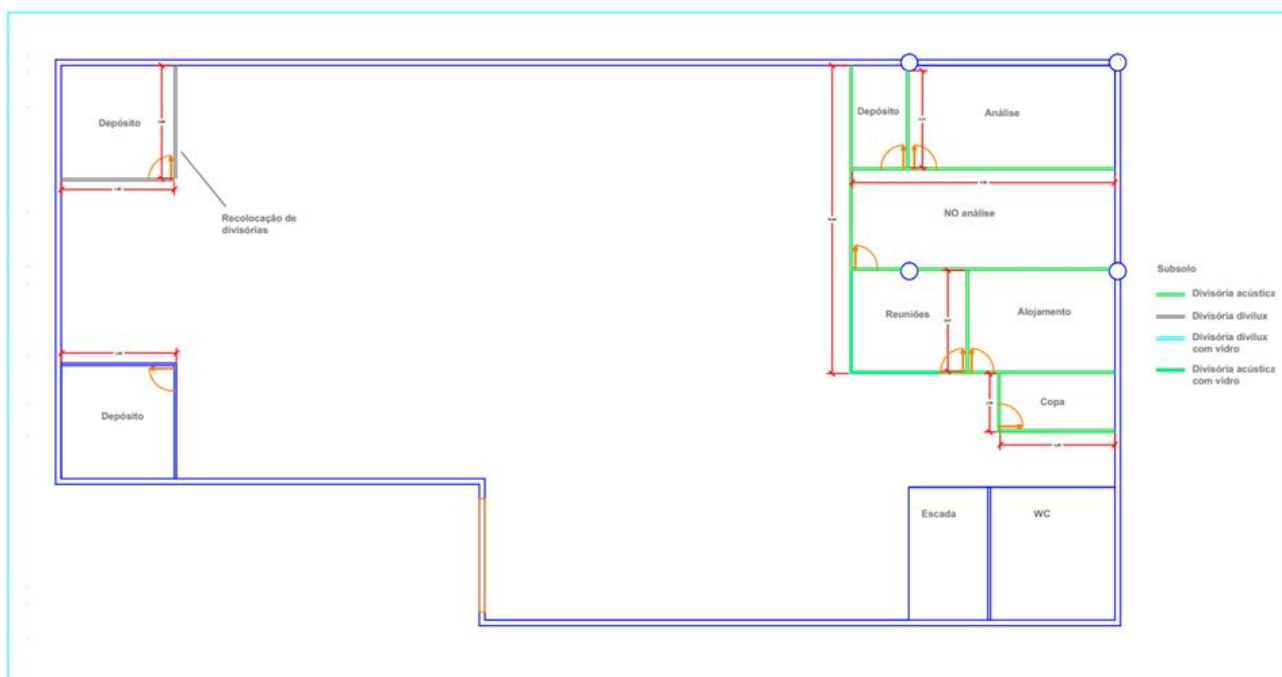 Depósito
Depósito
Análise
Recolocação de
divisórias
NO análise
Subsolo
Divisória acústica
Divisória divilux
Divisória divilux
com vidro
Divisória acústica
com vidro
Reuniões
Alojamento
Copa
Depósito
Escada
WC